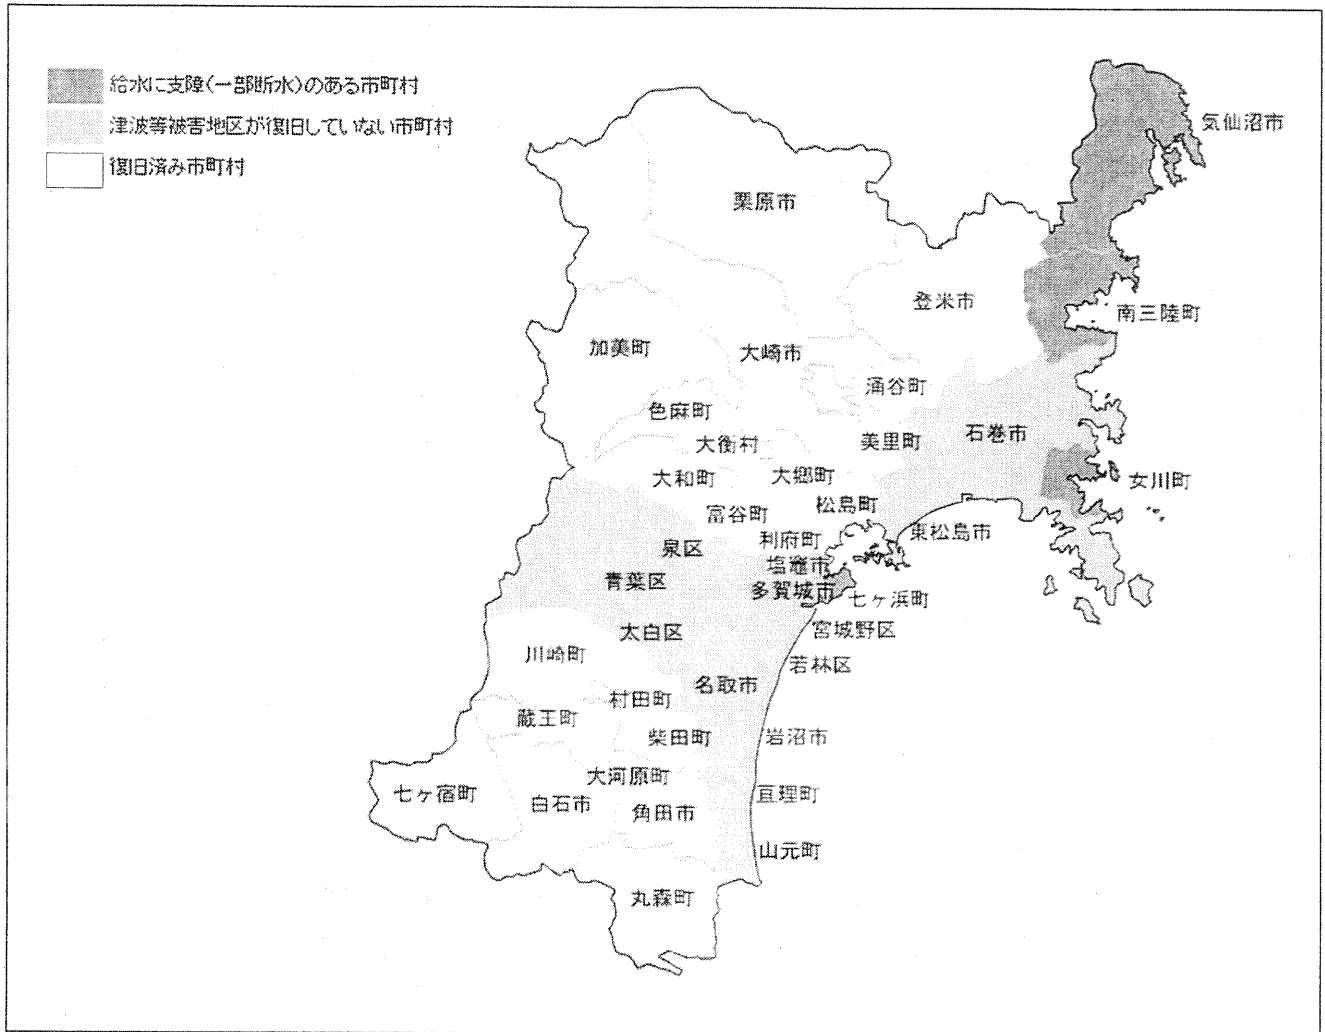 給水に支障(一部断水)のある市町村
津波等被害地区が復旧していない市町村
復旧済み市町村
気仙沼市
栗原市
登米市
南三陸町
加美町
大崎市
涌谷町
色麻町
石巻市
大衡村
美里町
大和町
大郷町
女川町
松島町
富谷町
東松島市
利府町
泉区
塩竈市
青葉区
多賀城市
七ヶ浜町
太白区
宮城野区
川崎町
若林区
名取市
村田町
蔵王町
柴田町
岩沼市
大河原町
七ヶ宿町
白石市
亘理町
角田市
山元町
丸森町